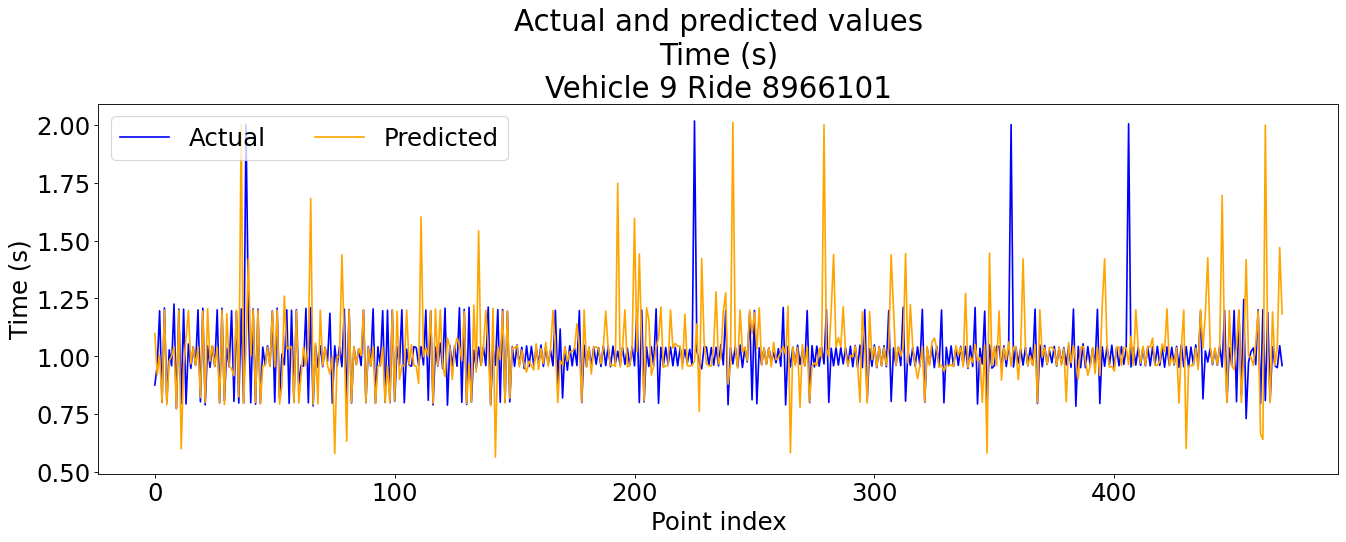 Actual and predicted values
Time (s)
Vehicle 9 Ride 8966101
Actual Predicted
2.00
1.75
1.50
1.25
1.00
0.75
0.50
Time (s)
0 100 200 300 400
Point index